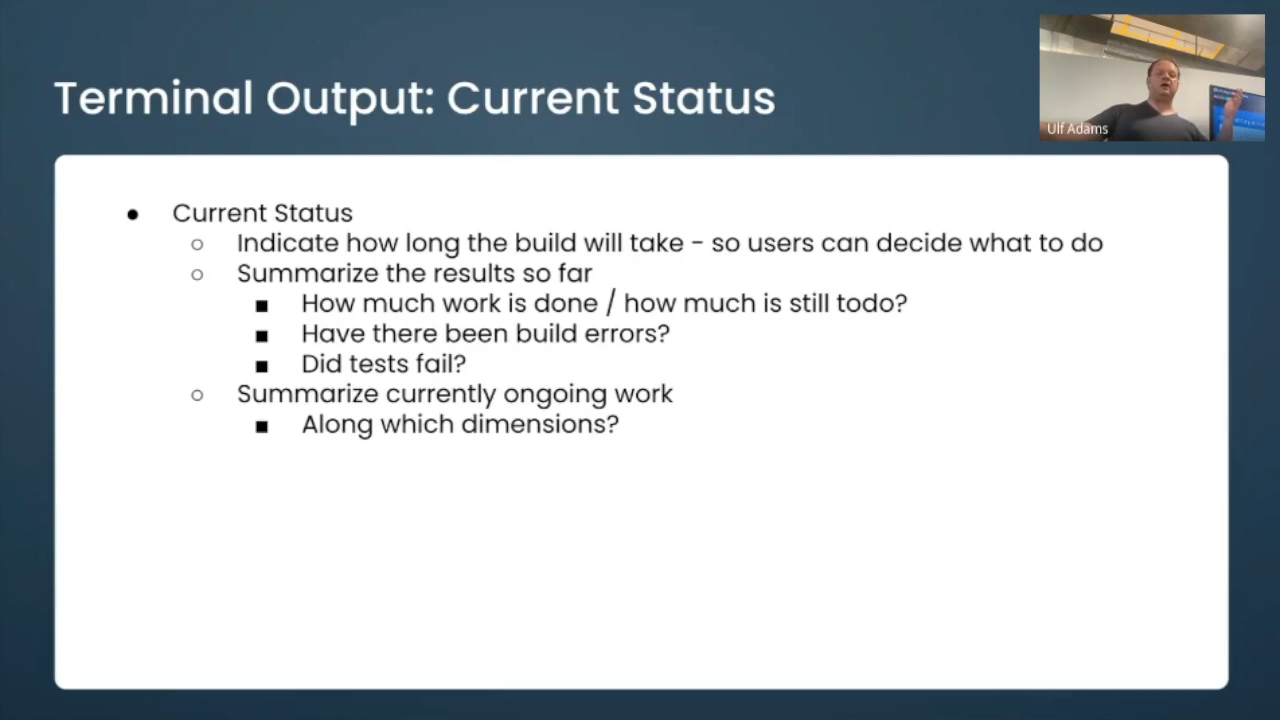 Terminal Output: Current Status
Ulf Adams
● Current Status
○ Indicate how long the build will take - so users can decide what to do
○ Summarize the results so far
■ How much work is done / how much is still todo?
■ Have there been build errors?
■ Did tests fail?
○ Summarize currently ongoing work
■ Along which dimensions?